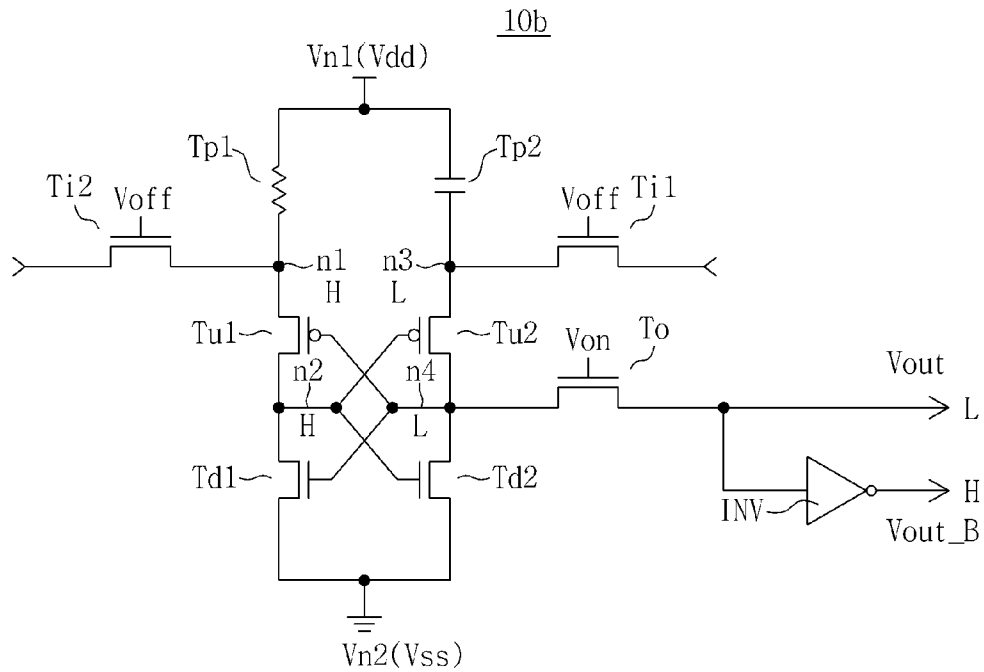 10b
Vn1(Vdd)
Tp1
Tp2
Ti2
Voff
Voff
Ti1
n1
n3
H
L
Tu1
Tu2
Von
To
n2
n4
Vout
H
L
L
Td1
Td2
INV
H
Vout_B
Vn2(Vss)